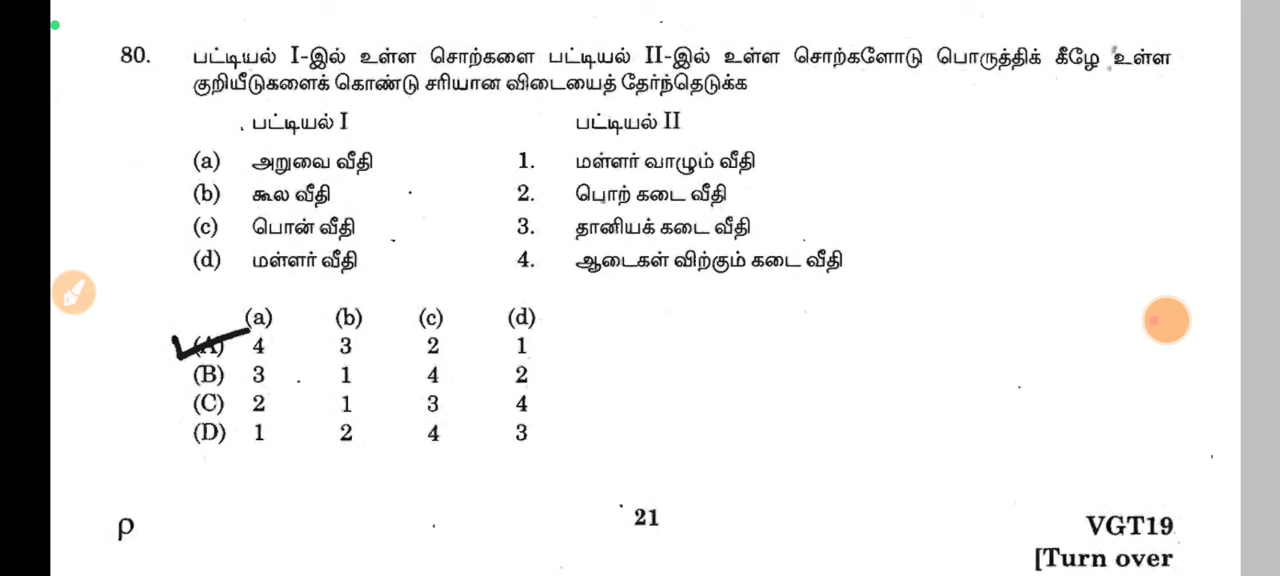 80. பட்டியல் I-இல் உள்ள சொற்களை பட்டியல் II-இல் உள்ள சொற்களோடு பொருத்திக் கீழே உள்ள
குறியீடுகளைக் கொண்டு சரியான விடையைத் தேர்ந்தெடுக்க
பட்டியல் I பட்டியல் II
(a) அறுவை வீதி 1. மள்ளர் வாழும் வீதி
(b) கூல வீதி 2. பொற் கடை வீதி
(c) பொன் வீதி 3. தானியக் கடை வீதி
(d) மள்ளர் வீதி 4. ஆடைகள் விற்கும் கடை வீதி
(a) (b) (c) (d)
(A) 4 3 2 1
(B) 3 1 4 2
(C) 2 1 3 4
(D) 1 2 4 3
ρ 21 VGT19
[Turn over